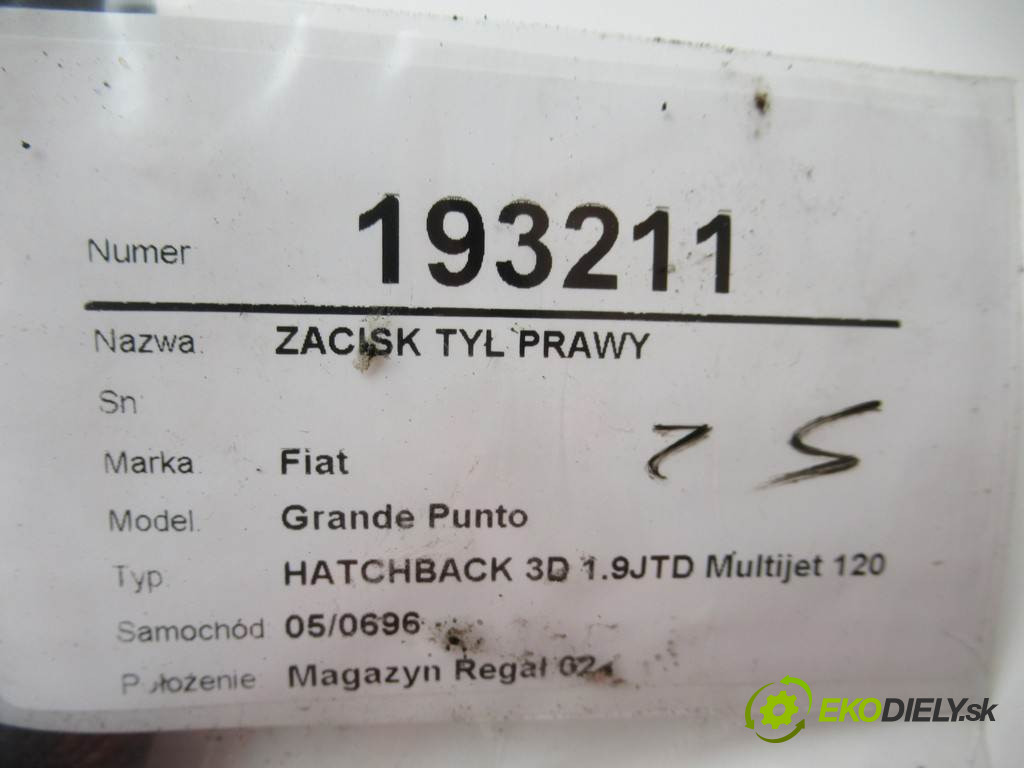 Numer 193211
Nazwa: ZACISK TYŁ PRAWY
Sn:
Marka: Fiat
Model: Grande Punto
Typ: HATCHBACK 3D 1.9JTD Multijet 120
Samochód: 05/0696
Położenie Magazyn Regał 02
EKODIELY.sk